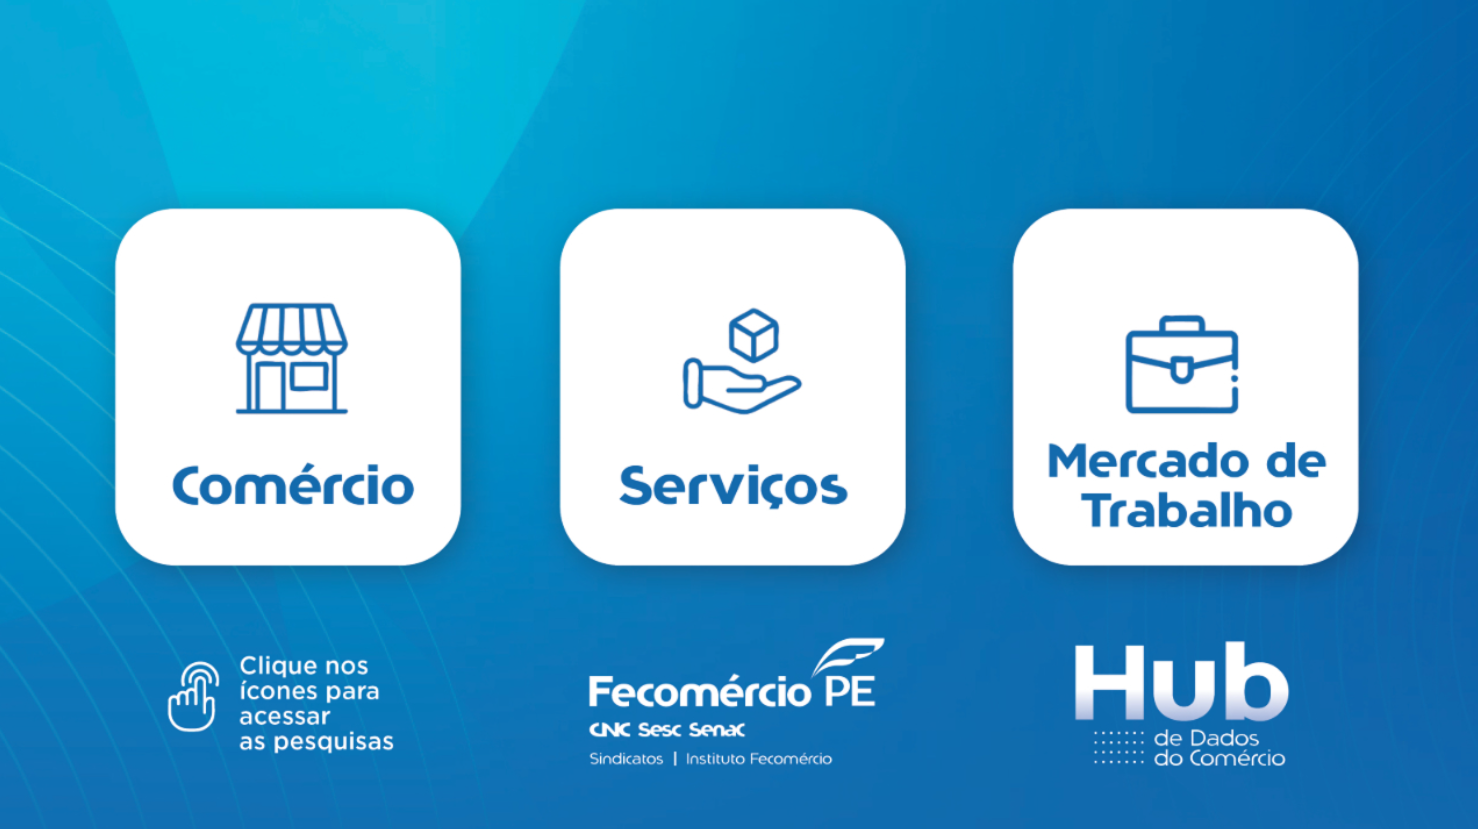 Comércio
Serviços
Mercado de
Trabalho
Clique nos
ícones para
acessar
as pesquisas
Fecomércio PE
CNC Sesc Senac
Sindicatos | Instituto Fecomércio
Hub
de Dados
do Comércio